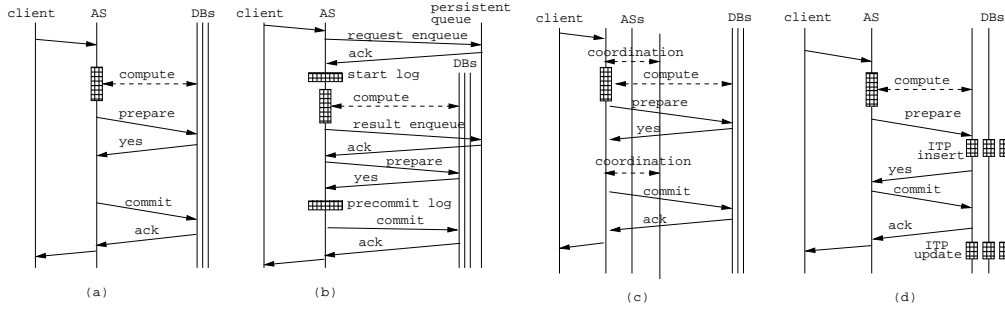 client AS DBs
compute
prepare
yes
commit
ack
(a)
client AS persistent
queue
request enqueue
ack
DBs
start log
compute
result enqueue
ack
prepare
yes
precommit log
commit
ack
(b)
client ASs DBs
coordination
compute
prepare
yes
coordination
commit
ack
(c)
client AS DBs
compute
prepare
ITP
insert
yes
commit
ack
ITP
update
(d)